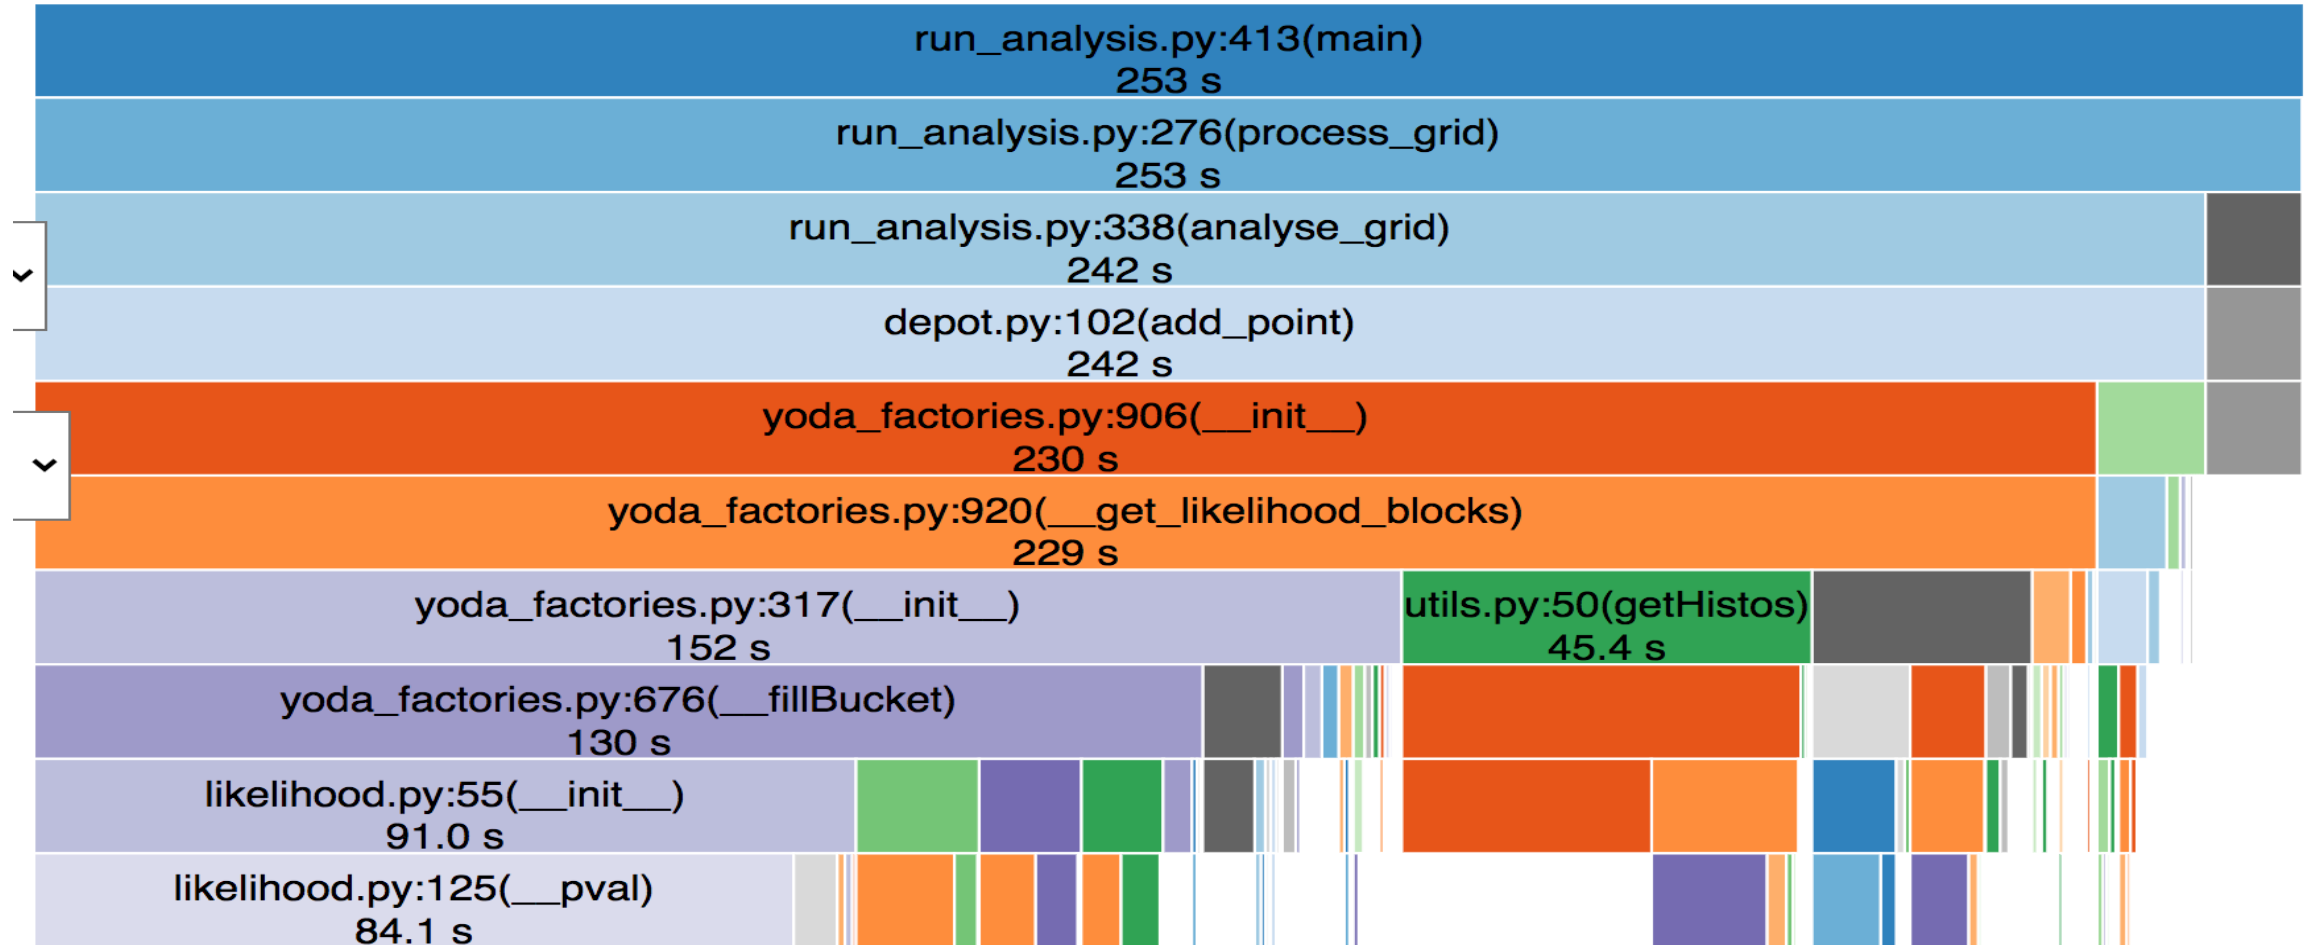 run_analysis.py:413(main)
253 s
run_analysis.py:276(process_grid)
253 s
run_analysis.py:338(analyse_grid)
242 s
depot.py:102(add_point)
242 s
yoda_factories.py:906(__init__)
230 s
yoda_factories.py:920(__get_likelihood_blocks)
229 s
yoda_factories.py:317(__init__)
152 s
utils.py:50(getHistos)
45.4 s
yoda_factories.py:676(__fillBucket)
130 s
likelihood.py:55(__init__)
91.0 s
likelihood.py:125(__pval)
84.1 s